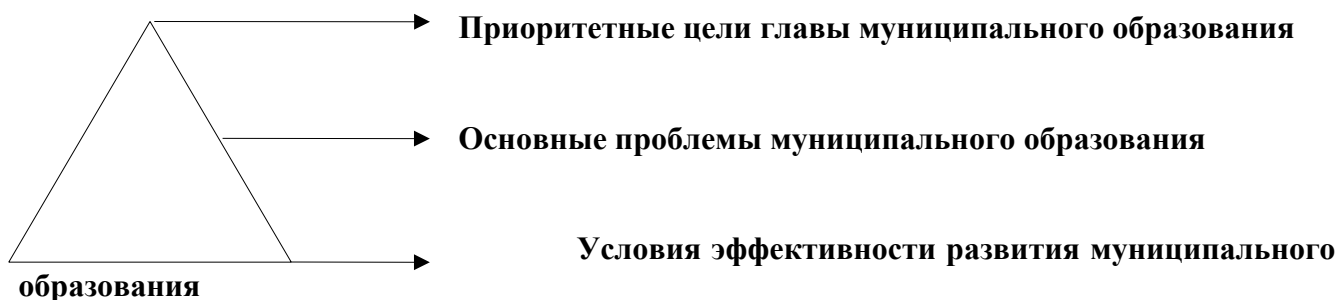 Приоритетные цели главы муниципального образования
Основные проблемы муниципального образования
Условия эффективности развития муниципального
образования